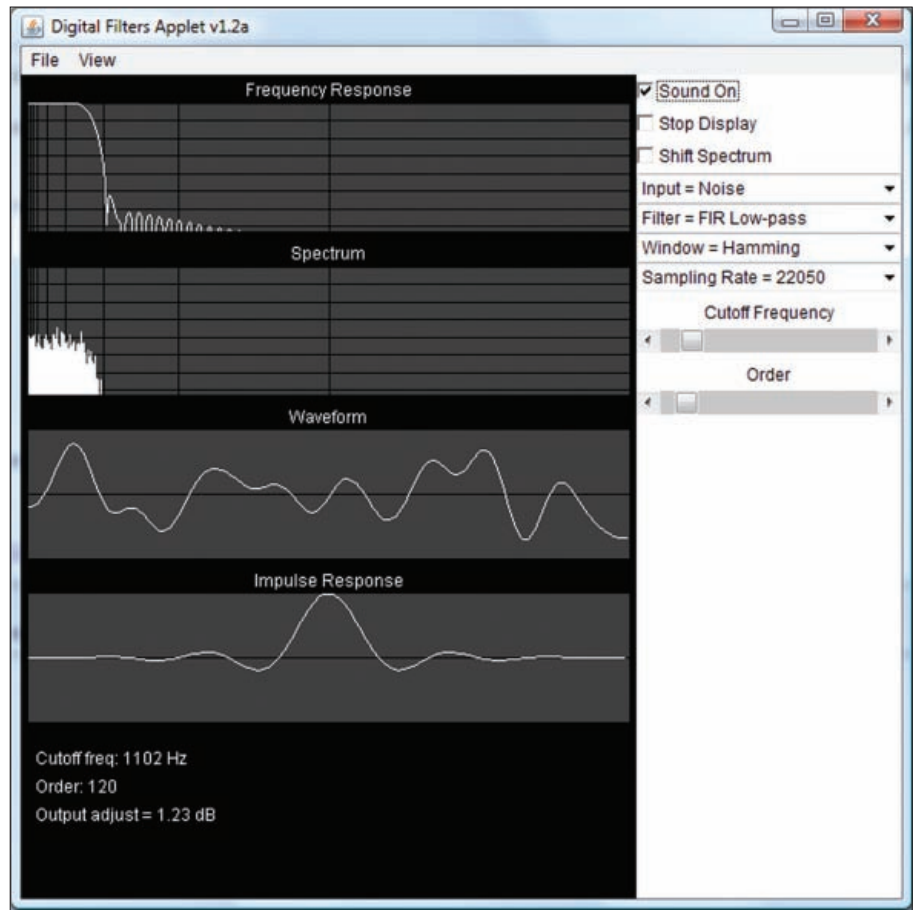 Digital Filters Applet v1.2a
File View
Frequency Response
Spectrum
Waveform
Impulse Response
Cutoff freq: 1102 Hz
Order: 120
Output adjust = 1.23 dB
Sound On
Stop Display
Shift Spectrum
Input = Noise
Filter = FIR Low-pass
Window = Hamming
Sampling Rate = 22050
Cutoff Frequency
Order